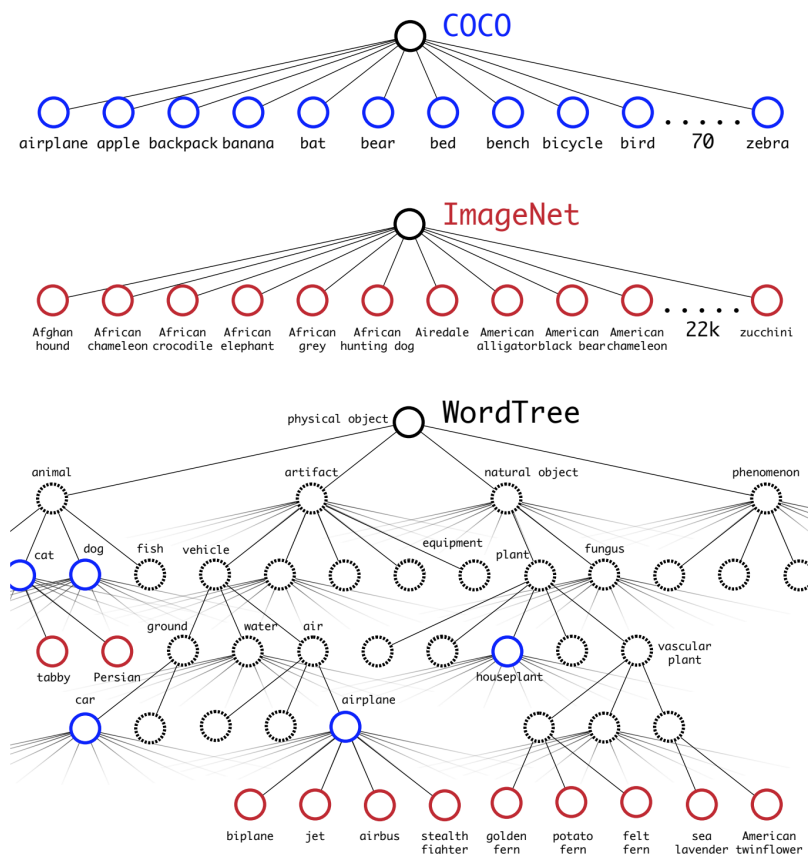 COCO
airplane apple backpack banana bat bear bed bench bicycle bird ..... 70 zebra
ImageNet
Afghan hound
African chameleon
African crocodile
African elephant
African grey
African hunting dog
Airedale
American alligator
American black bear
American chameleon
..... 22k
zucchini
WordTree
physical object
animal artifact natural object phenomenon
cat dog fish vehicle equipment plant fungus
ground water air vascular plant
tabby Persian houseplant
car airplane
biplane
jet
airbus
stealth fighter
golden fern
potato fern
felt fern
sea lavender
American twinflower